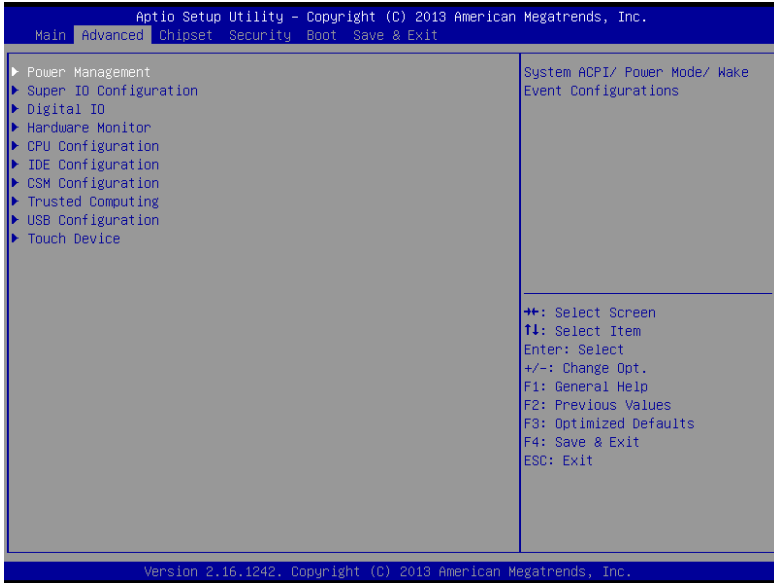 Aptio Setup Utility – Copyright (C) 2013 American Megatrends, Inc.
Main Advanced Chipset Security Boot Save & Exit
Power Management
Super IO Configuration
Digital IO
Hardware Monitor
CPU Configuration
IDE Configuration
CSM Configuration
Trusted Computing
USB Configuration
Touch Device
System ACPI/ Power Mode/ Wake
Event Configurations
→←: Select Screen
↑↓: Select Item
Enter: Select
+/-: Change Opt.
F1: General Help
F2: Previous Values
F3: Optimized Defaults
F4: Save & Exit
ESC: Exit
Version 2.16.1242. Copyright (C) 2013 American Megatrends, Inc.